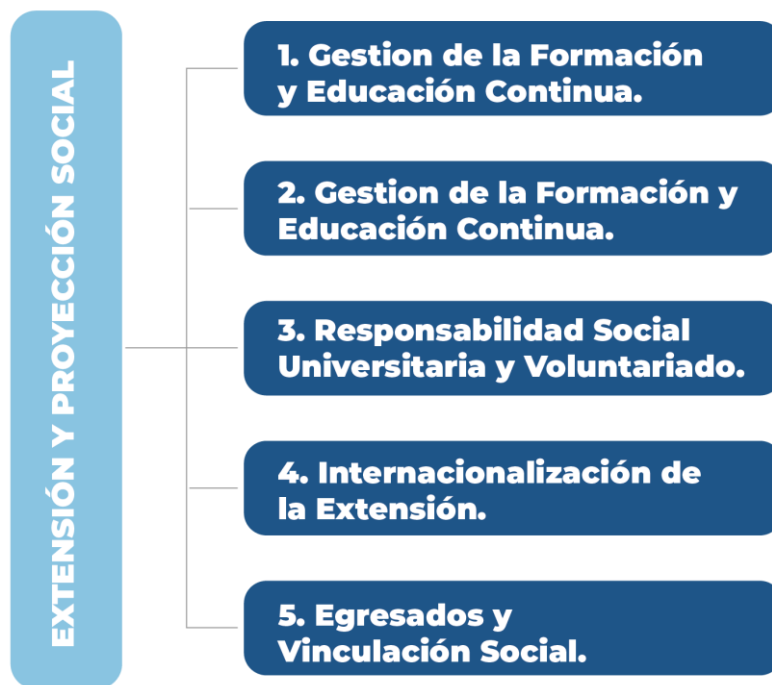 EXTENSIÓN Y PROYECCIÓN SOCIAL
1. Gestion de la Formación
y Educación Continua.
2. Gestion de la Formación y
Educación Continua.
3. Responsabilidad Social
Universitaria y Voluntariado.
4. Internacionalización de
la Extensión.
5. Egresados y
Vinculación Social.